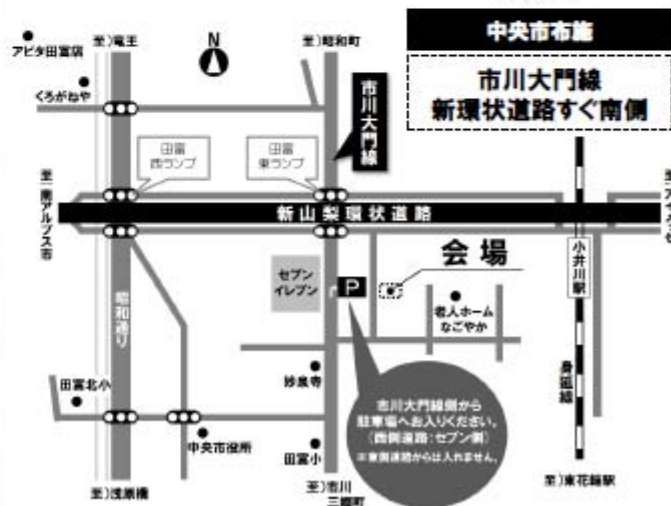 中央市布施
市川大門線
新環状道路すぐ南側
アピタ田富店
至)竜王
N
至)昭和町
くろがねや
市川大門線
田富
西ランプ
田富
東ランプ
至)南アルプス市
新山梨環状道路
小井川駅
セブン
イレブン
P
会場
老人ホーム
なごやか
昭和通り
妙泉寺
身延線
田富北小
中央市役所
田富小
市川大門線側から
駐車場へお入りください。
(西側道路:セブン側)
※東側道路からは入れません。
至)浅原橋
至)市川
三郷町
至)東花輪駅